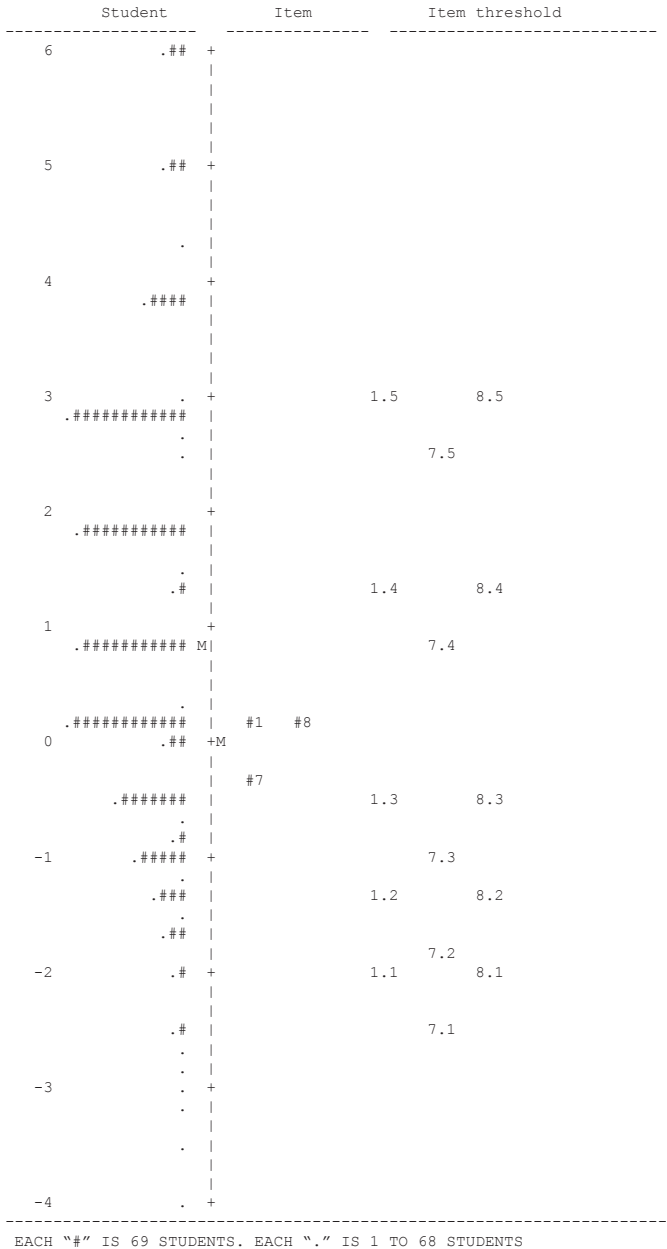 Student Item Item threshold
-------------------- --------------- ----------------------------
6 .## +
|
|
|
|
|
5 .## +
|
|
|
. |
|
4 +
.#### |
|
|
|
|
3 . + 1.5 8.5
.############ |
. |
. | 7.5
|
|
2 +
.########### |
|
. |
.# | 1.4 8.4
|
1 +
.########### M| 7.4
|
|
. |
.############ | #1 #8
0 .## +M
|
| #7
.####### | 1.3 8.3
. |
.# |
-1 .##### + 7.3
. |
.### | 1.2 8.2
. |
.## |
| 7.2
-2 .# + 1.1 8.1
|
|
.# | 7.1
. |
. |
-3 . +
. |
|
. |
|
|
-4 . +
------------------------------------------------------------------------
EACH “#” IS 69 STUDENTS. EACH “.” IS 1 TO 68 STUDENTS